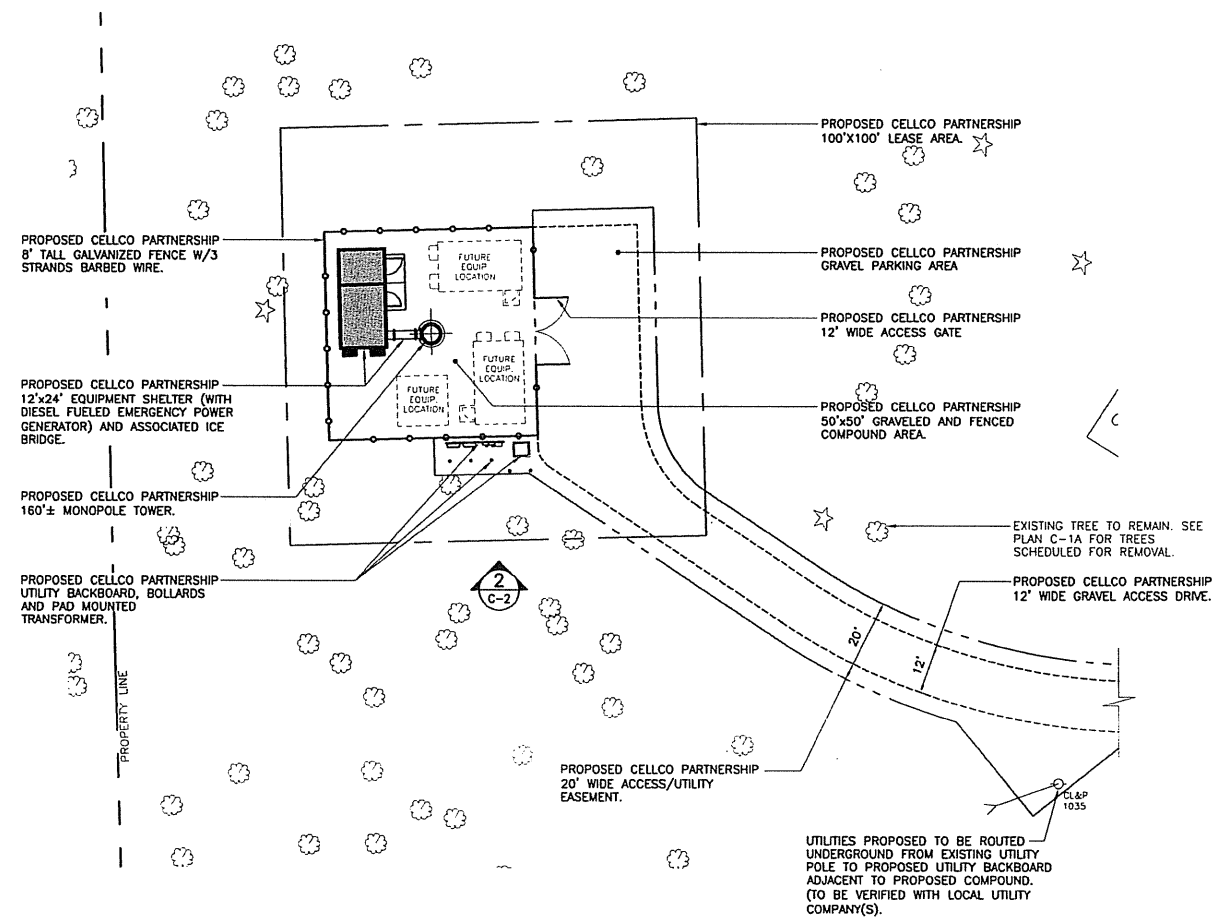 PROPOSED CELLCO PARTNERSHIP
100'X100' LEASE AREA.
PROPOSED CELLCO PARTNERSHIP
8' TALL GALVANIZED FENCE W/3
STRANDS BARBED WIRE.
FUTURE
EQUIP
LOCATION
PROPOSED CELLCO PARTNERSHIP
GRAVEL PARKING AREA
PROPOSED CELLCO PARTNERSHIP
12' WIDE ACCESS GATE
FUTURE
EQUIP.
LOCATION
FUTURE
EQUIP.
LOCATION
PROPOSED CELLCO PARTNERSHIP
12'x24' EQUIPMENT SHELTER (WITH
DIESEL FUELED EMERGENCY POWER
GENERATOR) AND ASSOCIATED ICE
BRIDGE.
PROPOSED CELLCO PARTNERSHIP
50'x50' GRAVELED AND FENCED
COMPOUND AREA.
PROPOSED CELLCO PARTNERSHIP
160'± MONOPOLE TOWER.
EXISTING TREE TO REMAIN. SEE
PLAN C-1A FOR TREES
SCHEDULED FOR REMOVAL.
PROPOSED CELLCO PARTNERSHIP
UTILITY BACKBOARD, BOLLARDS
AND PAD MOUNTED
TRANSFORMER.
2
C-2
PROPOSED CELLCO PARTNERSHIP
12' WIDE GRAVEL ACCESS DRIVE.
20'
12'
PROPERTY LINE
PROPOSED CELLCO PARTNERSHIP
20' WIDE ACCESS/UTILITY
EASEMENT.
CL&P
1035
UTILITIES PROPOSED TO BE ROUTED
UNDERGROUND FROM EXISTING UTILITY
POLE TO PROPOSED UTILITY BACKBOARD
ADJACENT TO PROPOSED COMPOUND.
(TO BE VERIFIED WITH LOCAL UTILITY
COMPANY(S).